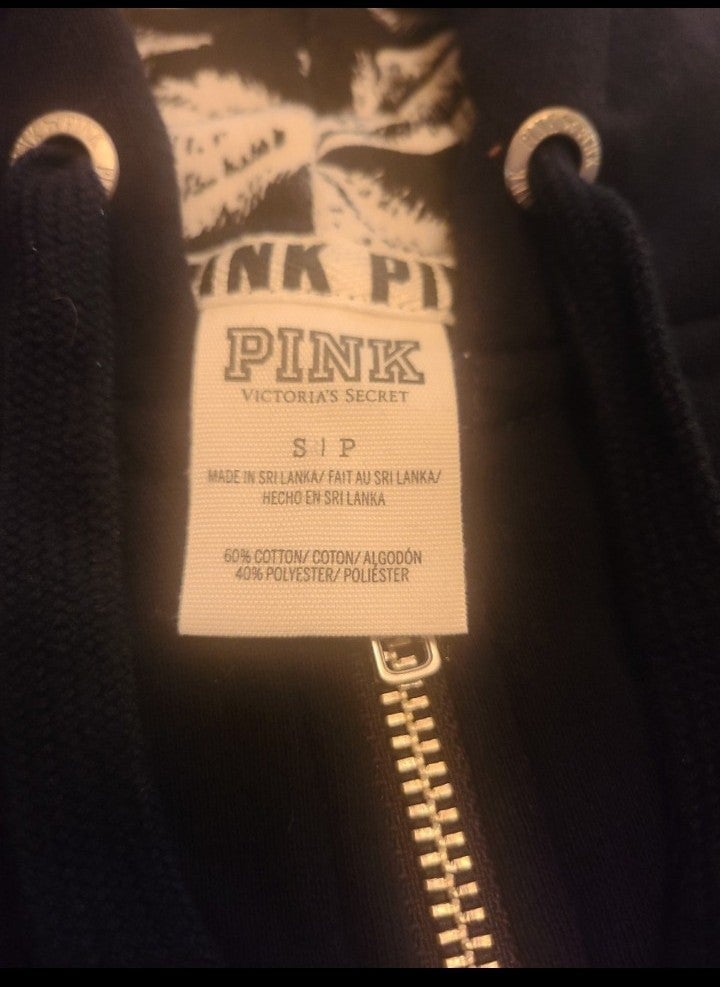 PINK PI
PINK
VICTORIA'S SECRET
S | P
MADE IN SRI LANKA/ FAIT AU SRI LANKA/
HECHO EN SRI LANKA
60% COTTON/ COTON/ ALGODÓN
40% POLYESTER/ POLIÉSTER